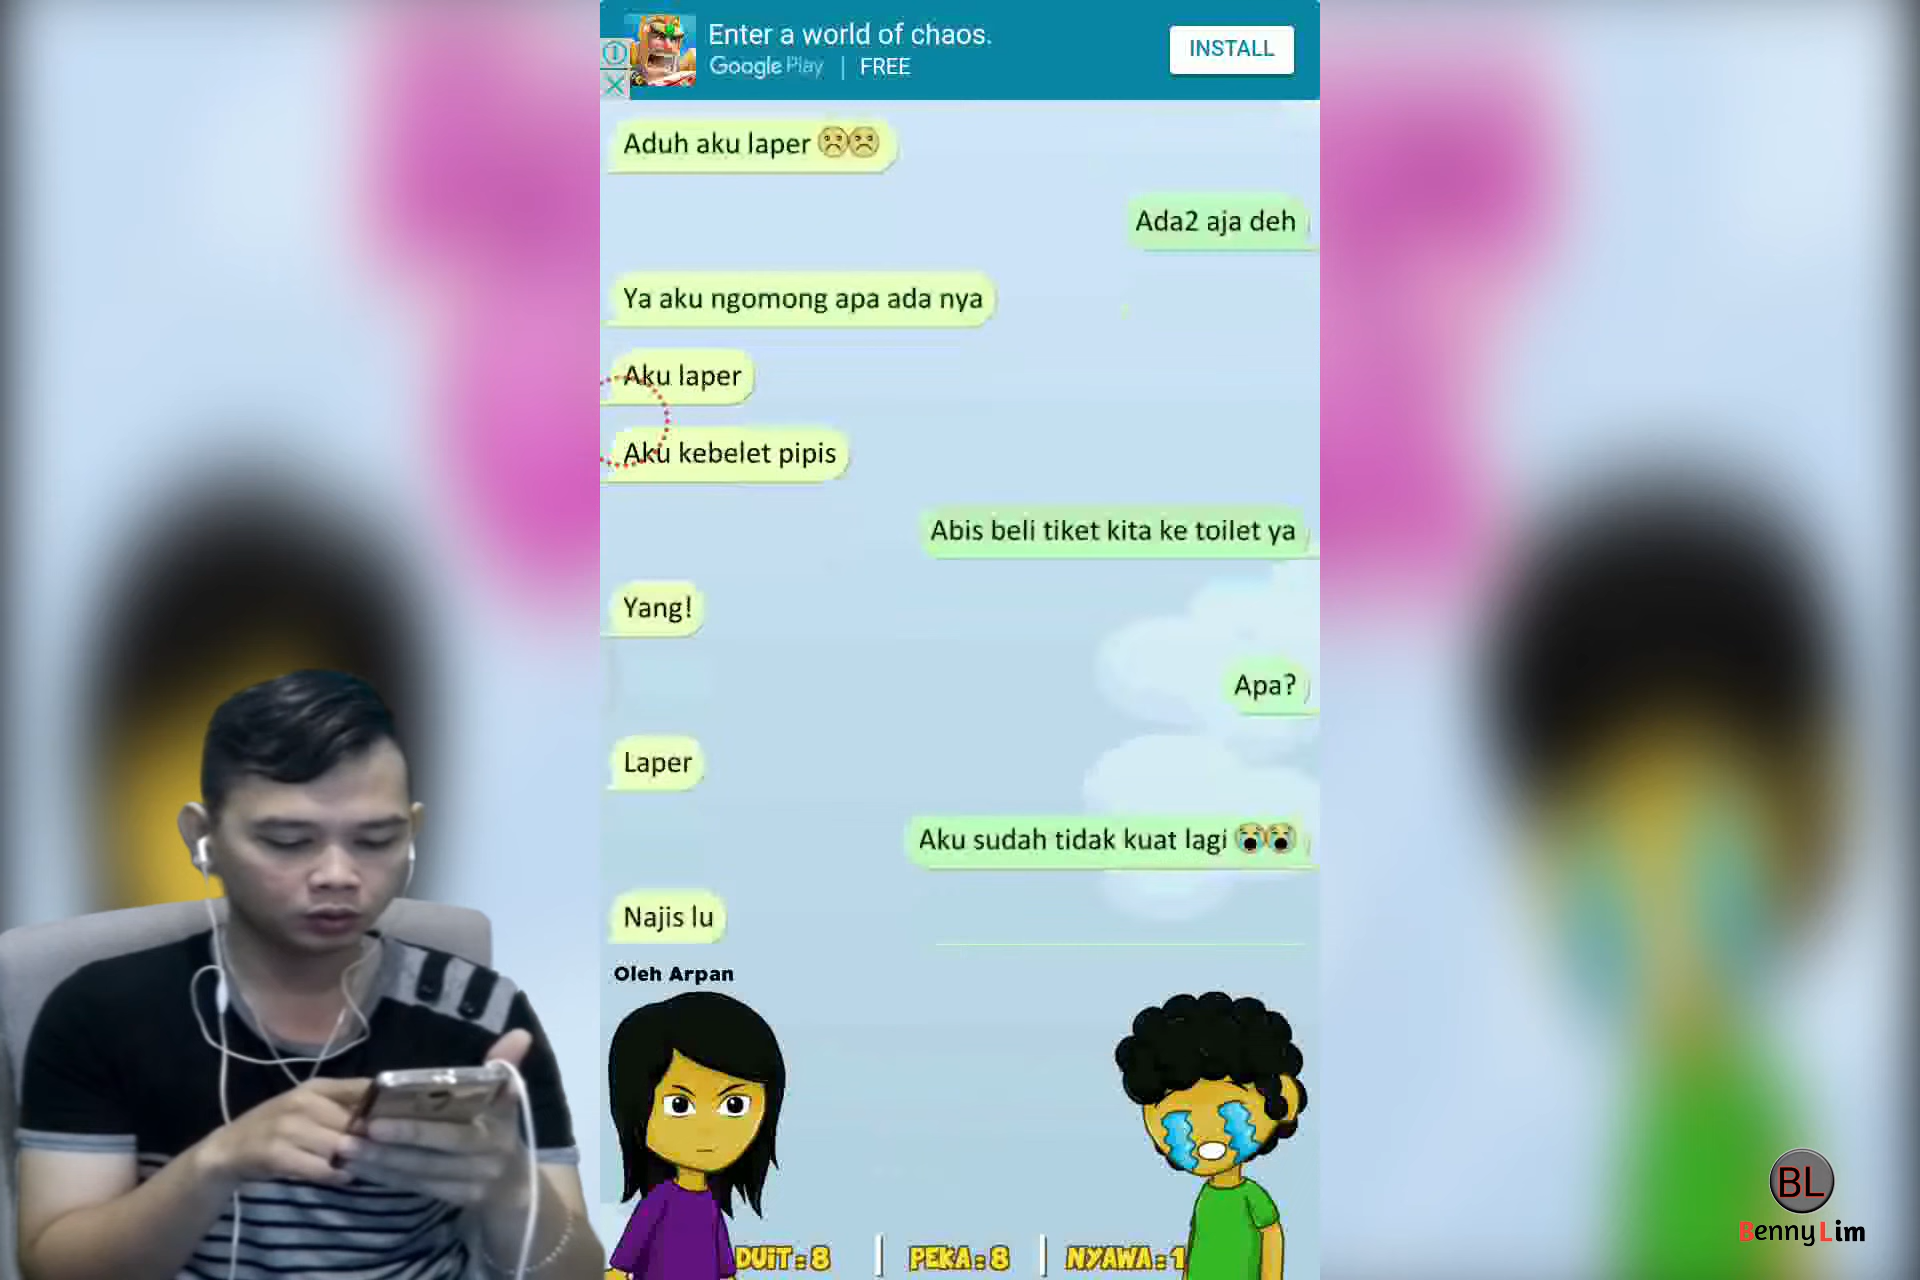 Enter a world of chaos.
Google Play | FREE
INSTALL
Aduh aku laper
Ada2 aja deh
Ya aku ngomong apa ada nya
Aku laper
Aku kebelet pipis
Abis beli tiket kita ke toilet ya
Yang!
Apa?
Laper
Aku sudah tidak kuat lagi
Najis lu
Oleh Arpan
DUIT : 8 | PEKA : 8 | NYAWA : 1
BL
Benny Lim